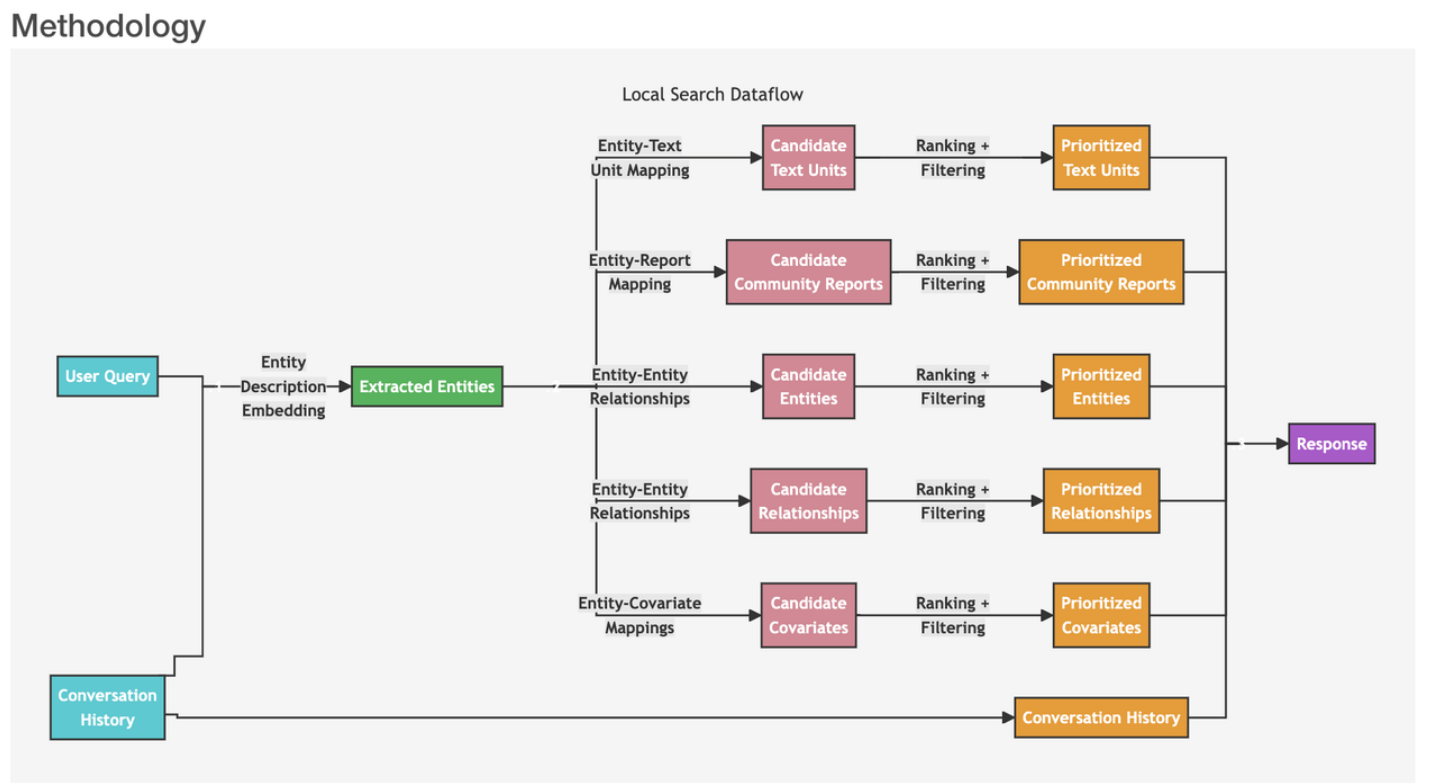 Methodology
Local Search Dataflow
Entity-Text
Unit Mapping
Candidate
Text Units
Ranking +
Filtering
Prioritized
Text Units
Entity-Report
Mapping
Candidate
Community Reports
Ranking +
Filtering
Prioritized
Community Reports
User Query
Entity
Description
Embedding
Extracted Entities
Entity-Entity
Relationships
Candidate
Entities
Ranking +
Filtering
Prioritized
Entities
Response
Entity-Entity
Relationships
Candidate
Relationships
Ranking +
Filtering
Prioritized
Relationships
Entity-Covariate
Mappings
Candidate
Covariates
Ranking +
Filtering
Prioritized
Covariates
Conversation
History
Conversation History